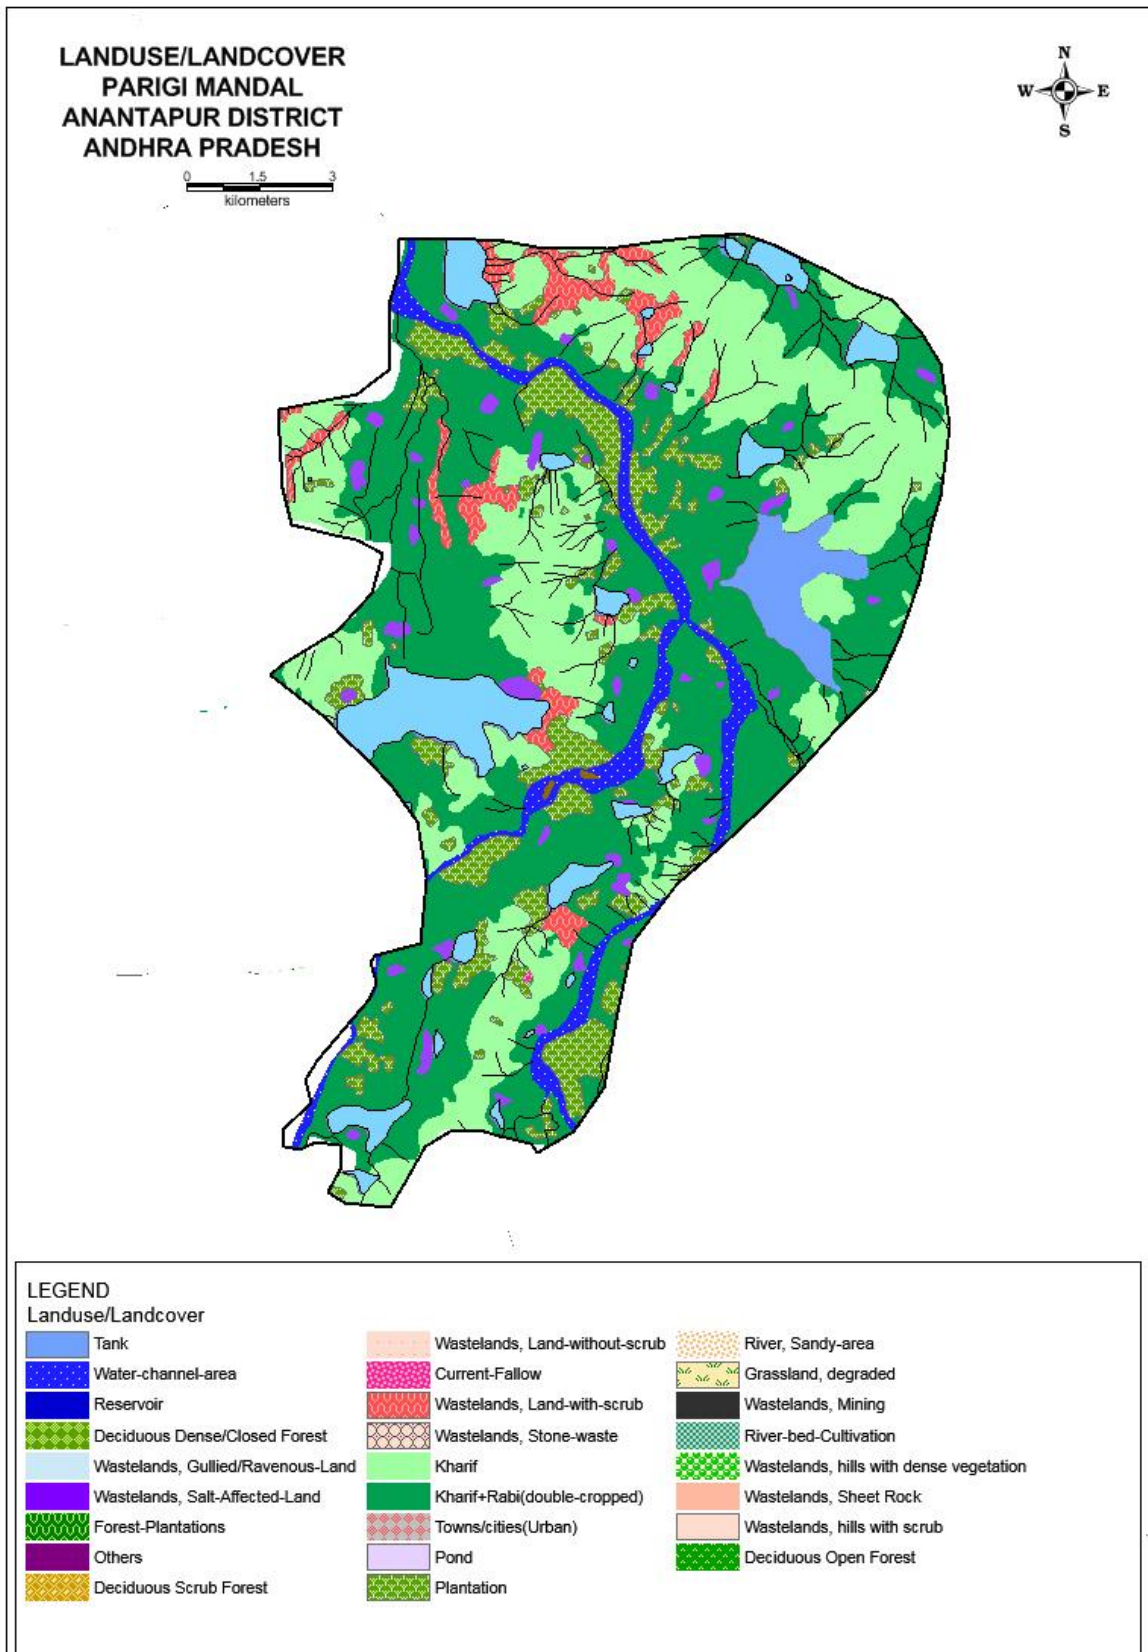 LANDUSE/LANDCOVER
PARIGI MANDAL
ANANTAPUR DISTRICT
ANDHRA PRADESH
0 1.5 3
kilometers
N
W E
S
LEGEND
Landuse/Landcover
Tank
Water-channel-area
Reservoir
Deciduous Dense/Closed Forest
Wastelands, Gullied/Ravenous-Land
Wastelands, Salt-Affected-Land
Forest-Plantations
Others
Deciduous Scrub Forest
Wastelands, Land-without-scrub
Current-Fallow
Wastelands, Land-with-scrub
Wastelands, Stone-waste
Kharif
Kharif+Rabi(double-cropped)
Towns/cities(Urban)
Pond
Plantation
River, Sandy-area
Grassland, degraded
Wastelands, Mining
River-bed-Cultivation
Wastelands, hills with dense vegetation
Wastelands, Sheet Rock
Wastelands, hills with scrub
Deciduous Open Forest